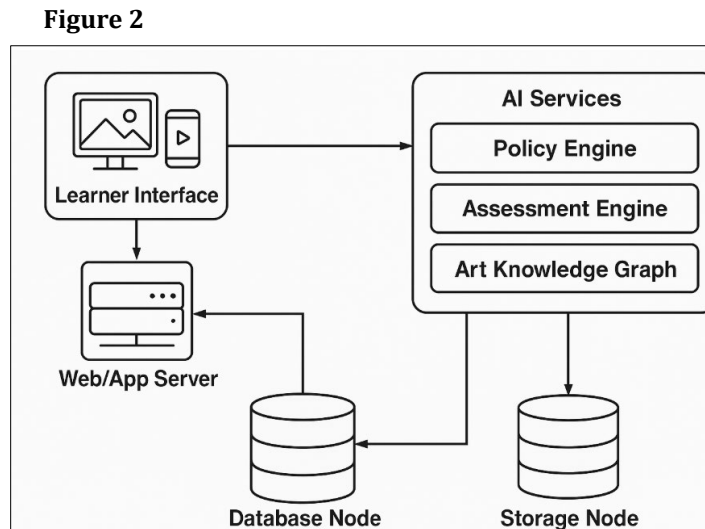 Figure 2
AI Services
Policy Engine
Assessment Engine
Art Knowledge Graph
Learner Interface
Web/App Server
Database Node
Storage Node